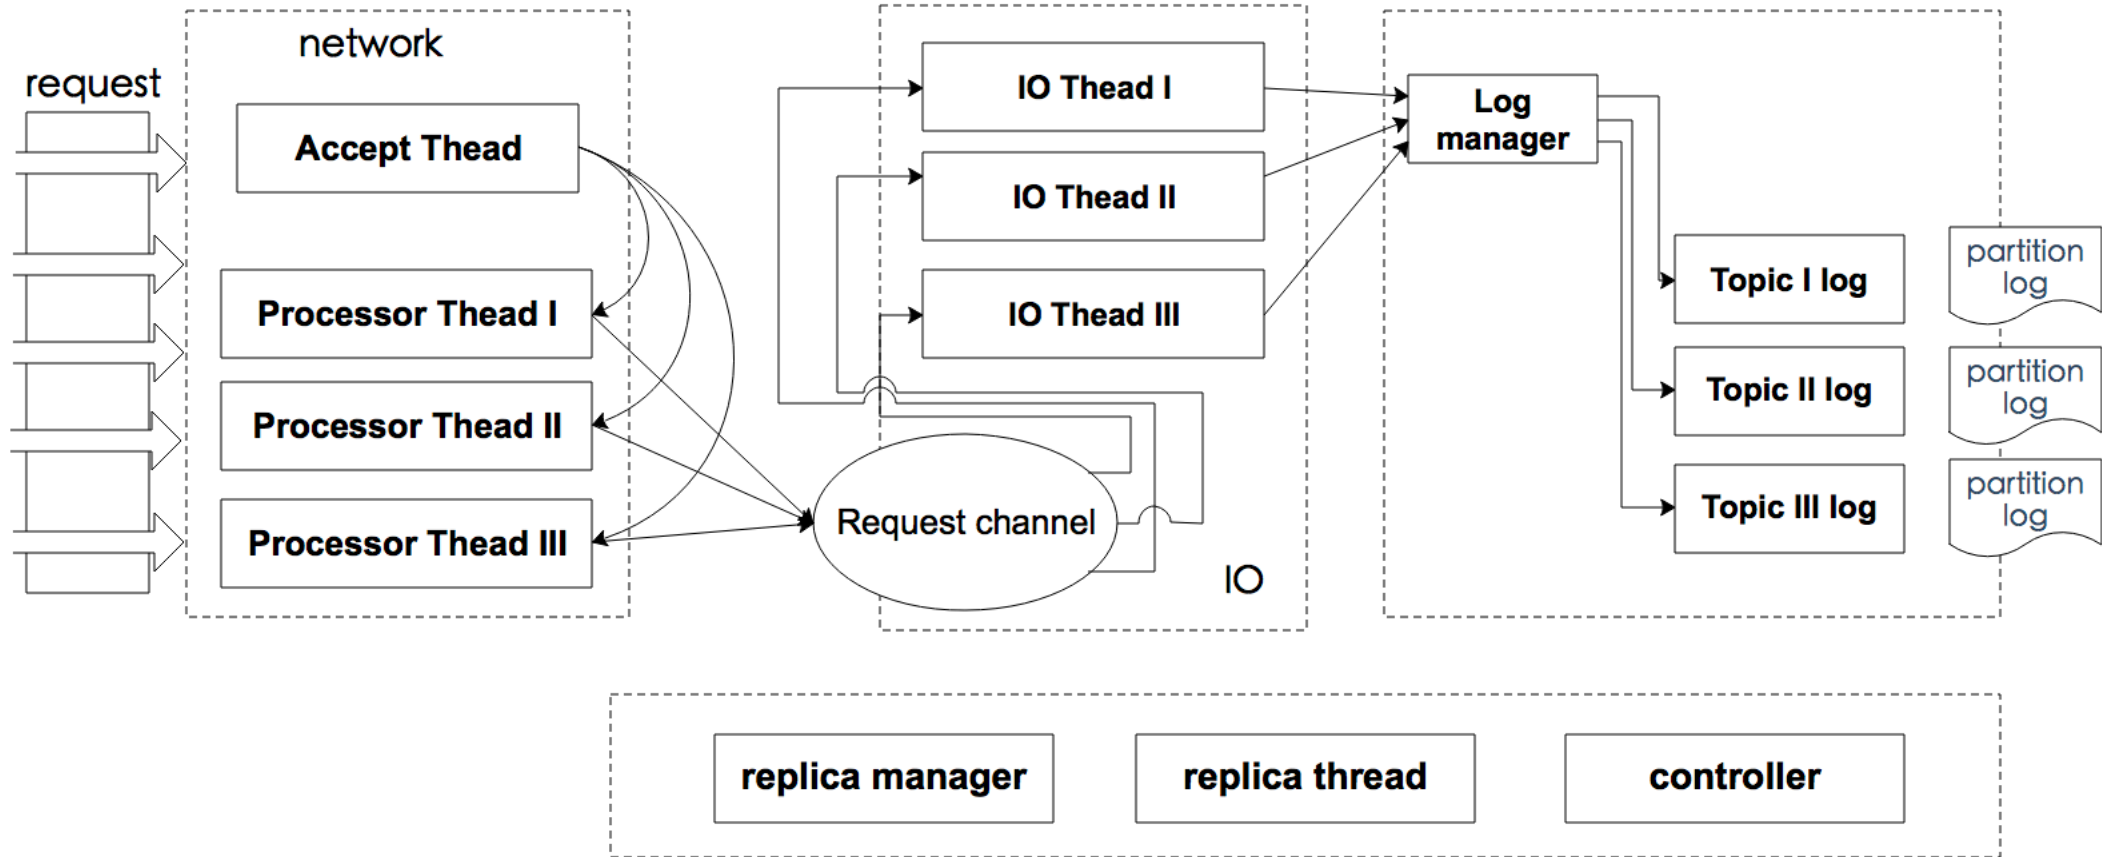 request
network
Accept Thead
Processor Thead I
Processor Thead II
Processor Thead III
Request channel
IO Thead I
IO Thead II
IO Thead III
IO
Log
manager
Topic I log
Topic II log
Topic III log
partition
log
partition
log
partition
log
replica manager
replica thread
controller